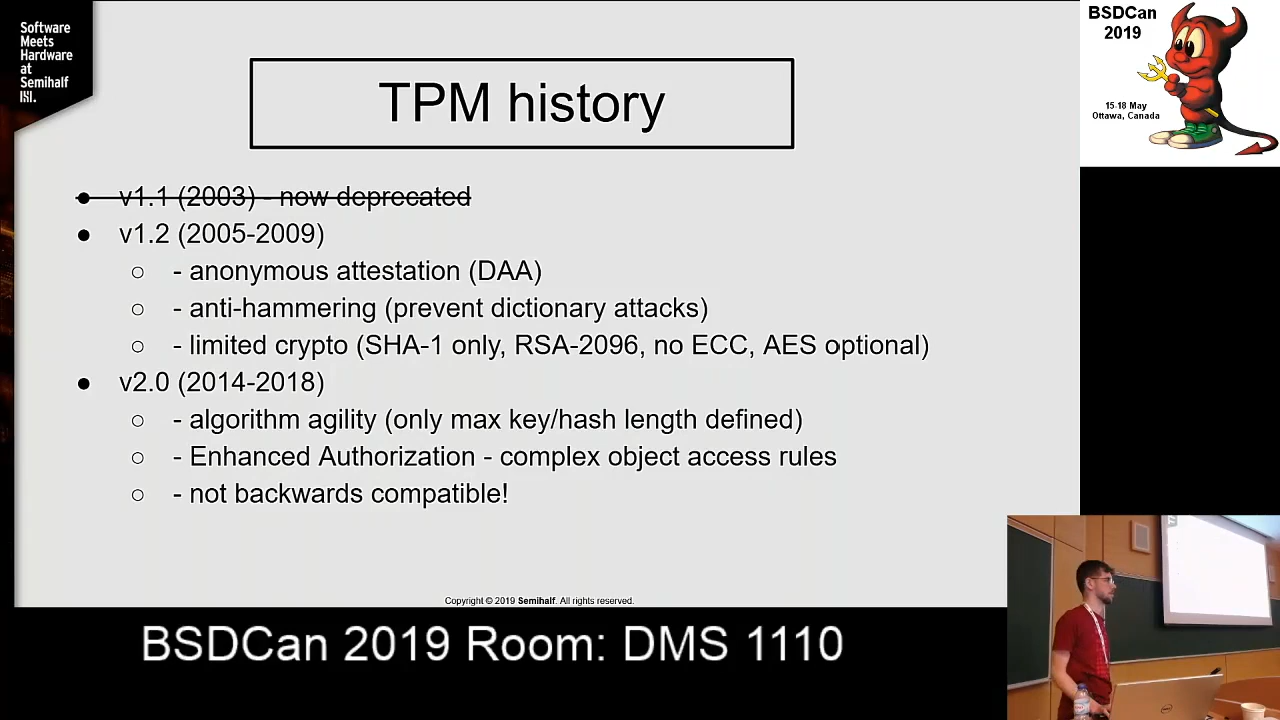 Software
Meets
Hardware
at
Semihalf
BSDCan
2019
15-18 May
Ottawa, Canada
TPM history
● v1.1 (2003) - now deprecated
● v1.2 (2005-2009)
○ - anonymous attestation (DAA)
○ - anti-hammering (prevent dictionary attacks)
○ - limited crypto (SHA-1 only, RSA-2096, no ECC, AES optional)
● v2.0 (2014-2018)
○ - algorithm agility (only max key/hash length defined)
○ - Enhanced Authorization - complex object access rules
○ - not backwards compatible!
Copyright © 2019 Semihalf. All rights reserved.
BSDCan 2019 Room: DMS 1110